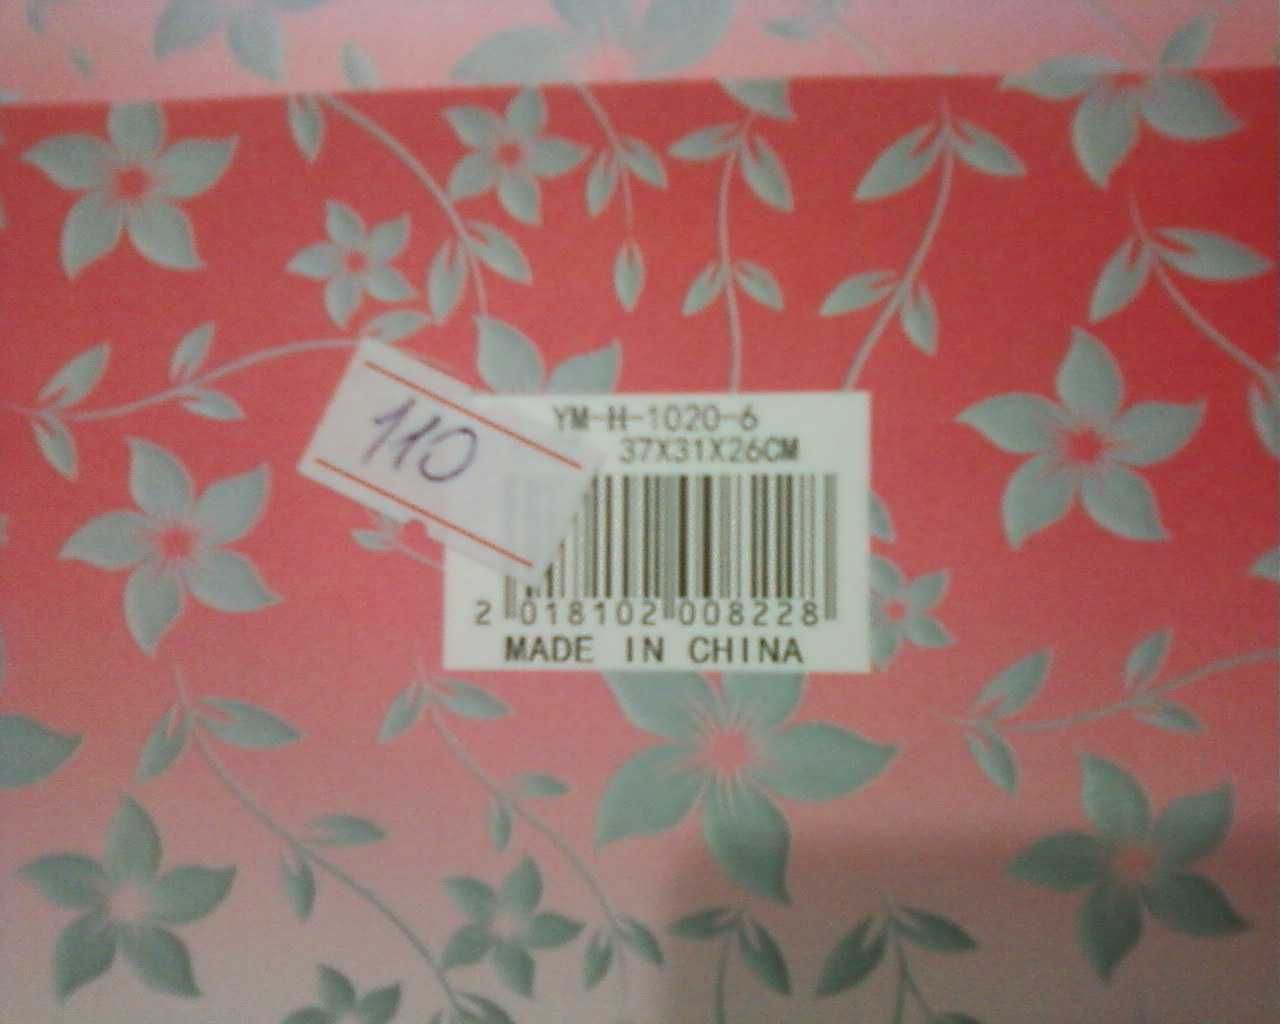 110
YM-H-1020-6
37X31X26CM
2 018102 008228
MADE IN CHINA